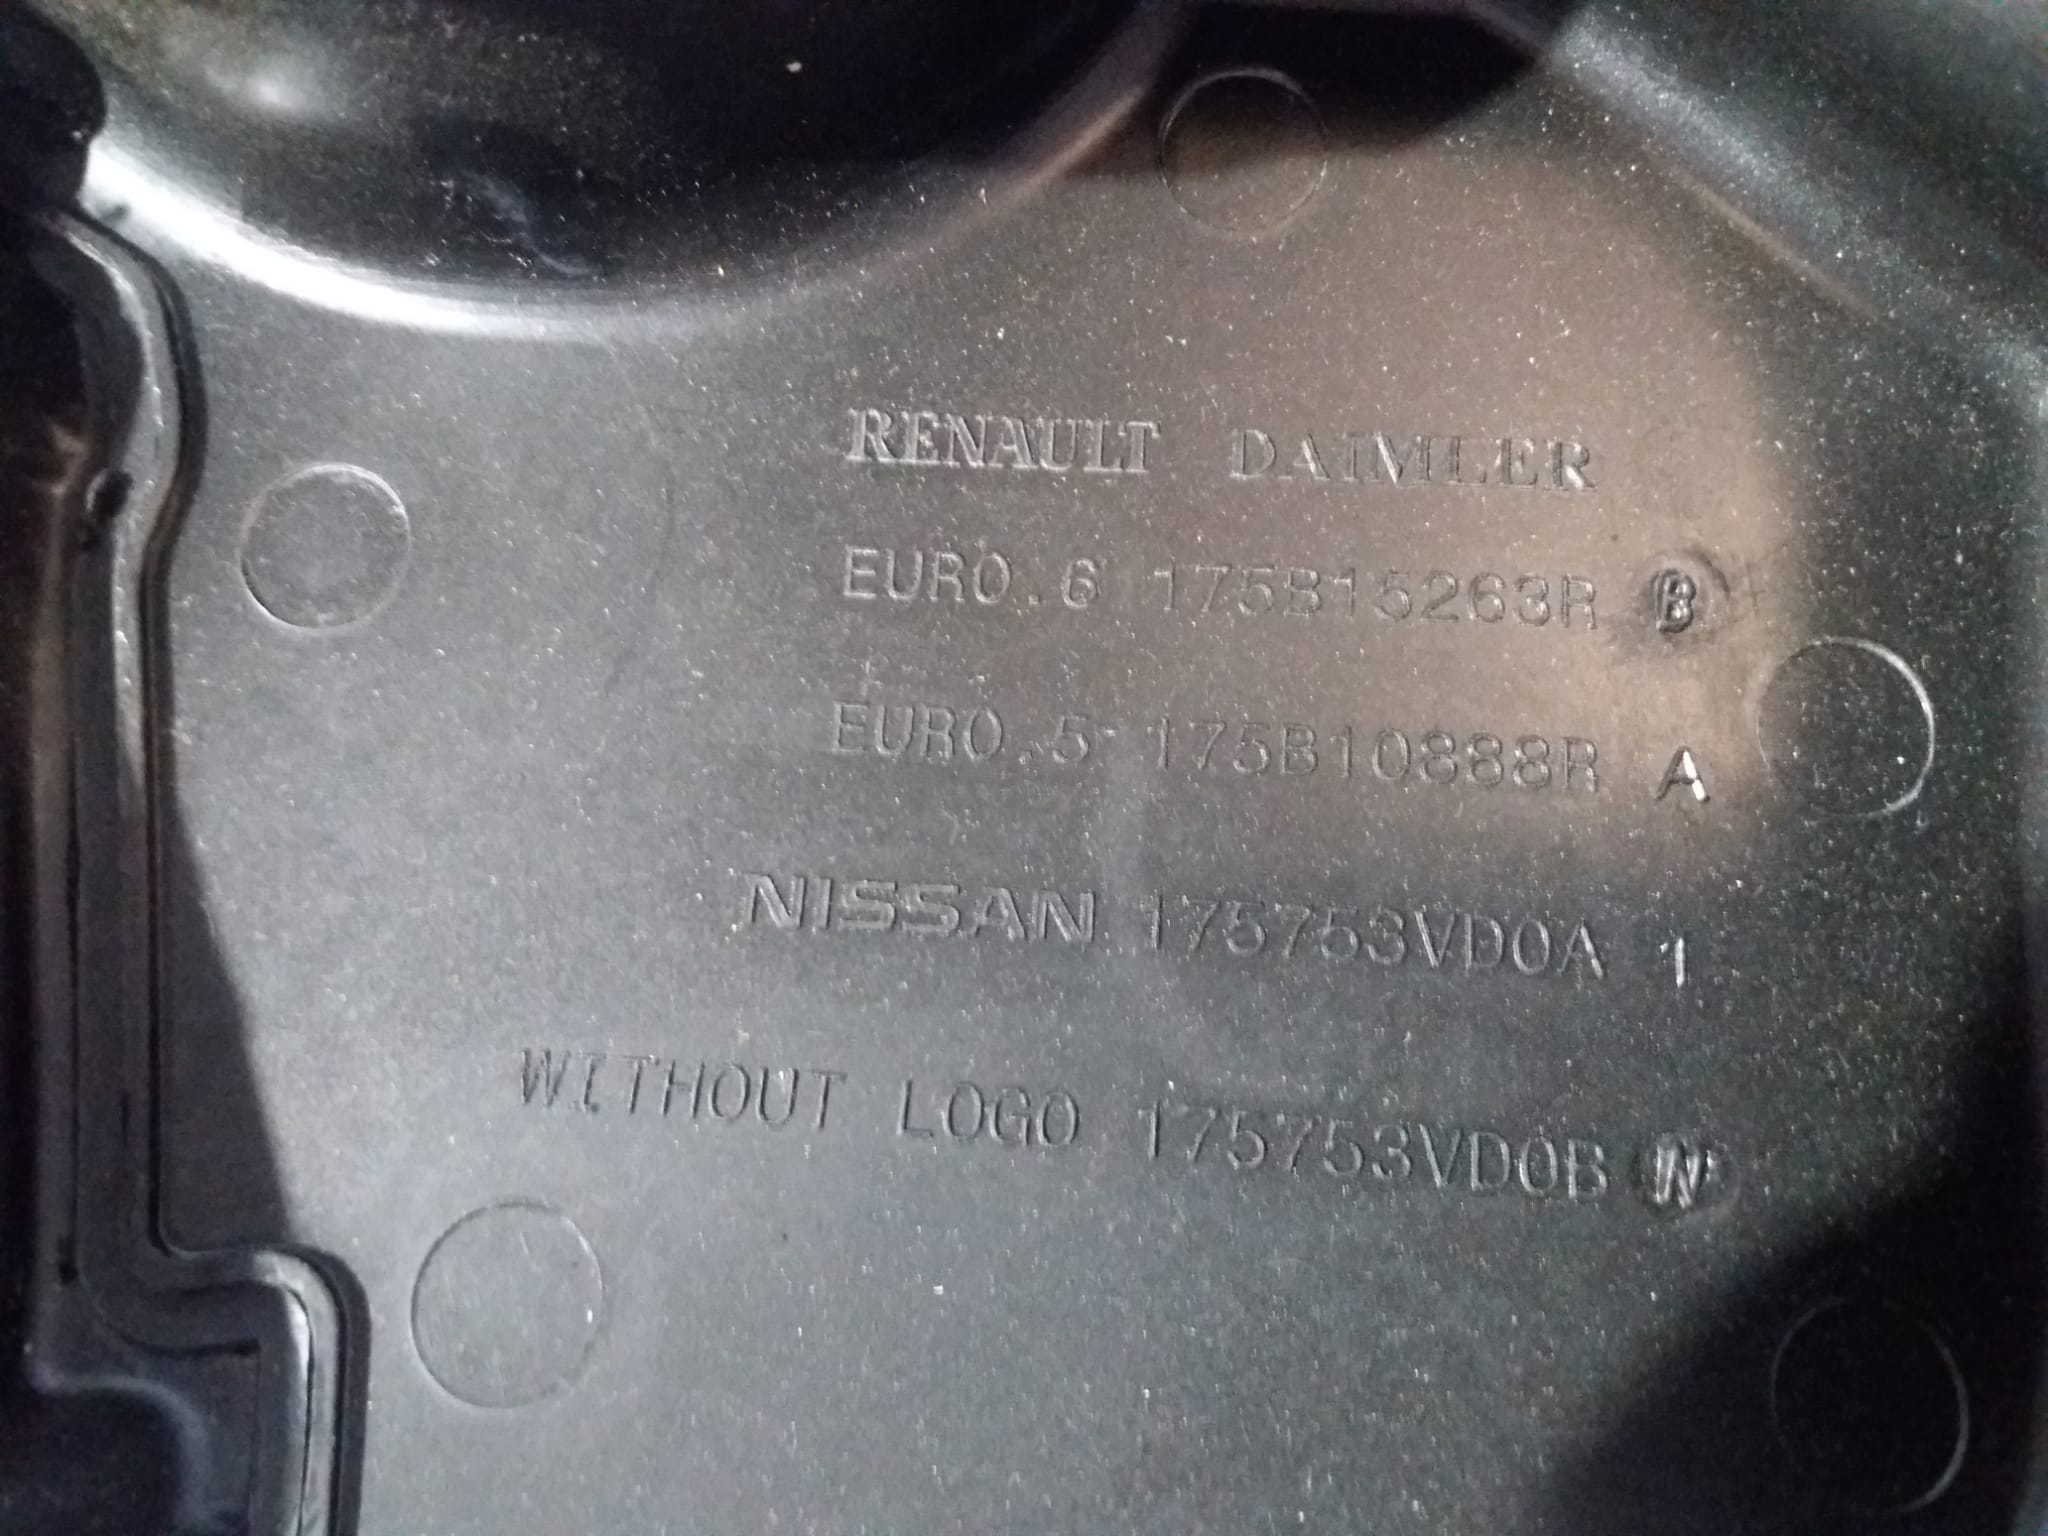 RENAULT DAIMLER
EURO.6 175B15263R B
EURO.5 175B10888R A
NISSAN 175753VD0A 1
WITHOUT LOGO 175753VD0B N